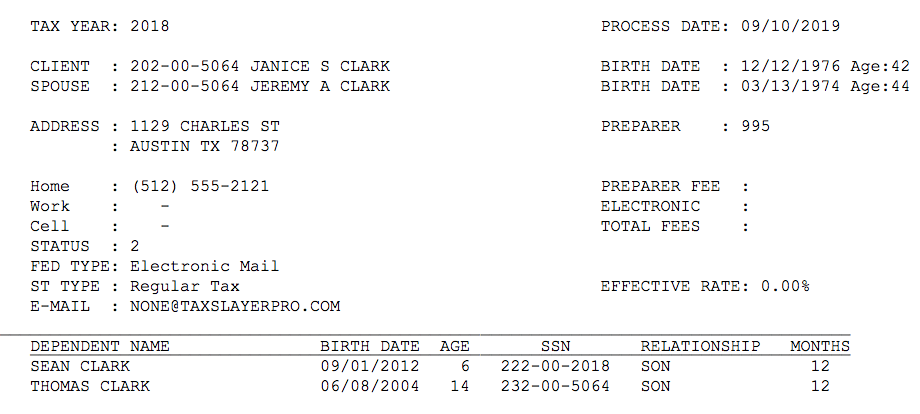 TAX YEAR: 2018 PROCESS DATE: 09/10/2019
CLIENT : 202-00-5064 JANICE S CLARK BIRTH DATE : 12/12/1976 Age:42
SPOUSE : 212-00-5064 JEREMY A CLARK BIRTH DATE : 03/13/1974 Age:44
ADDRESS : 1129 CHARLES ST PREPARER : 995
: AUSTIN TX 78737
Home : (512) 555-2121 PREPARER FEE :
Work : - ELECTRONIC :
Cell : - TOTAL FEES :
STATUS : 2
FED TYPE: Electronic Mail
ST TYPE : Regular Tax EFFECTIVE RATE: 0.00%
E-MAIL : NONE@TAXSLAYERPRO.COM
DEPENDENT NAME BIRTH DATE AGE SSN RELATIONSHIP MONTHS
SEAN CLARK 09/01/2012 6 222-00-2018 SON 12
THOMAS CLARK 06/08/2004 14 232-00-5064 SON 12